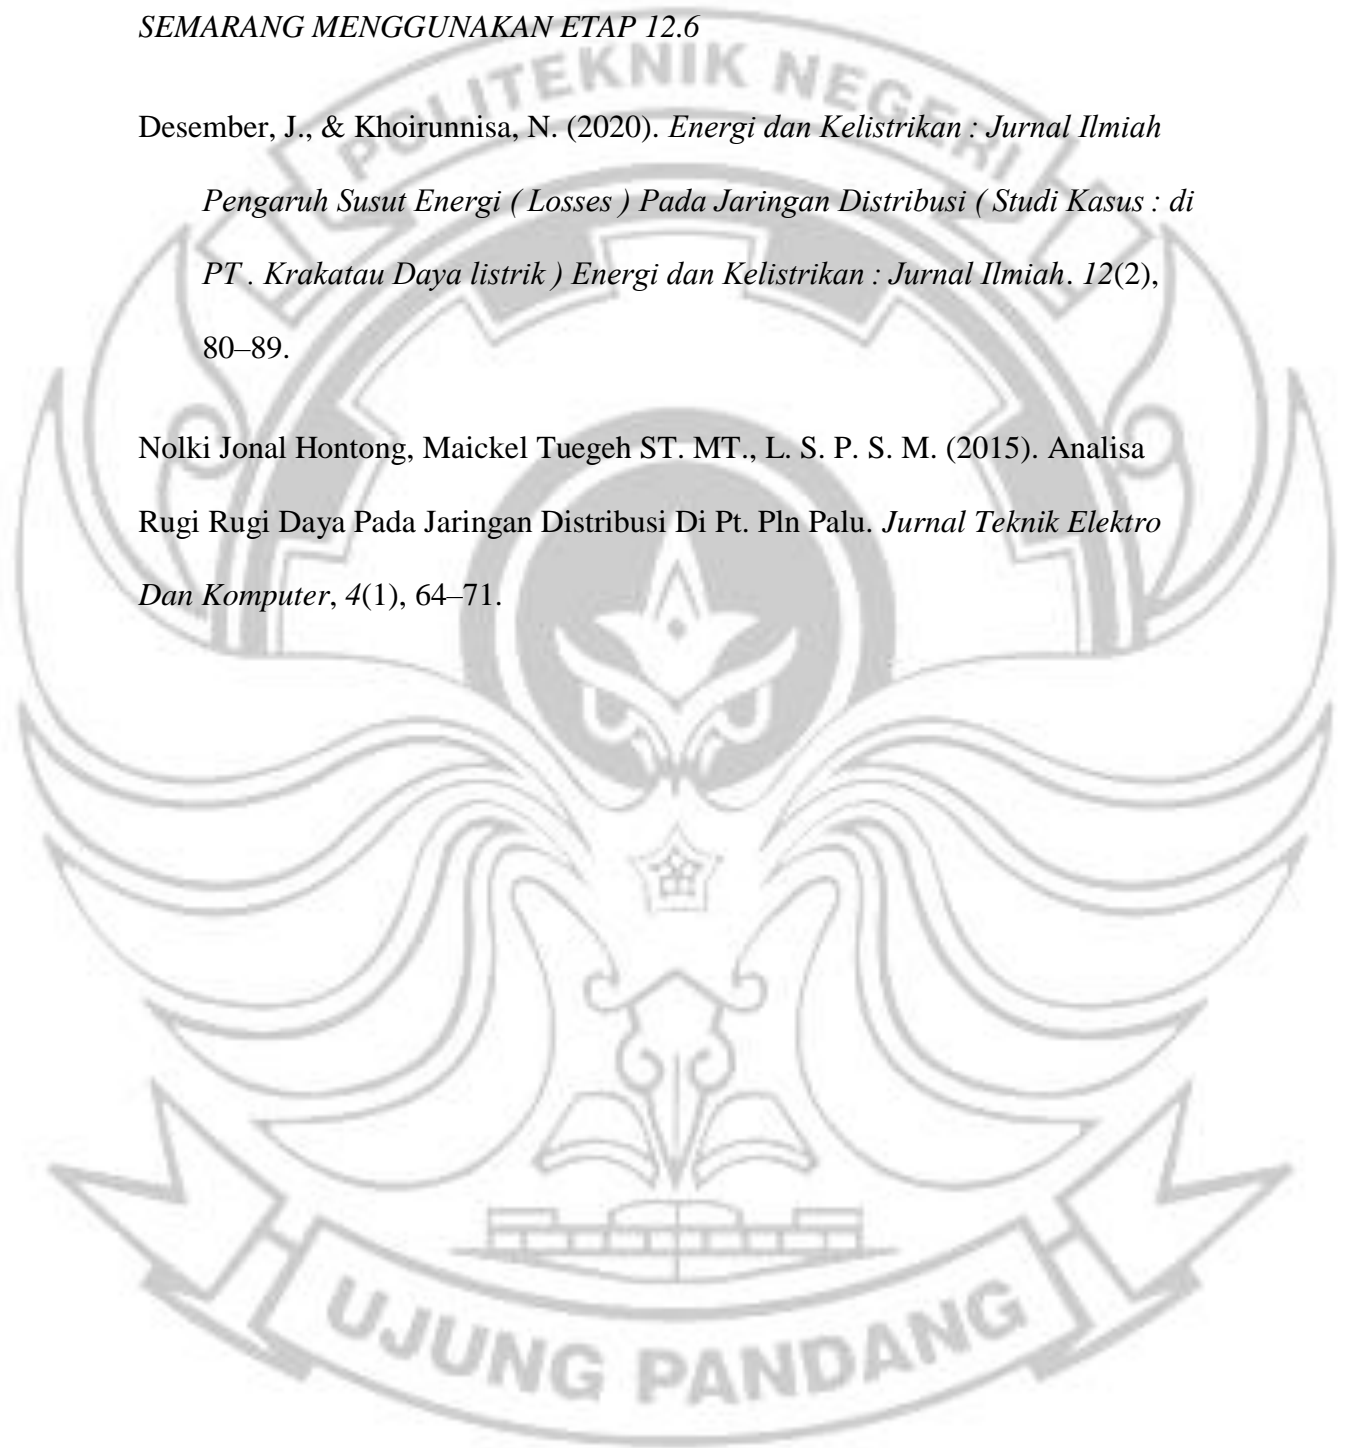 SEMARANG MENGGUNAKAN ETAP 12.6
POLITEKNIK NEGERI
Desember, J., & Khoirunnisa, N. (2020). Energi dan Kelistrikan : Jurnal Ilmiah
Pengaruh Susut Energi ( Losses ) Pada Jaringan Distribusi ( Studi Kasus : di
PT . Krakatau Daya listrik ) Energi dan Kelistrikan : Jurnal Ilmiah. 12(2),
80–89.
Nolki Jonal Hontong, Maickel Tuegeh ST. MT., L. S. P. S. M. (2015). Analisa
Rugi Rugi Daya Pada Jaringan Distribusi Di Pt. Pln Palu. Jurnal Teknik Elektro
Dan Komputer, 4(1), 64–71.
UJUNG PANDANG